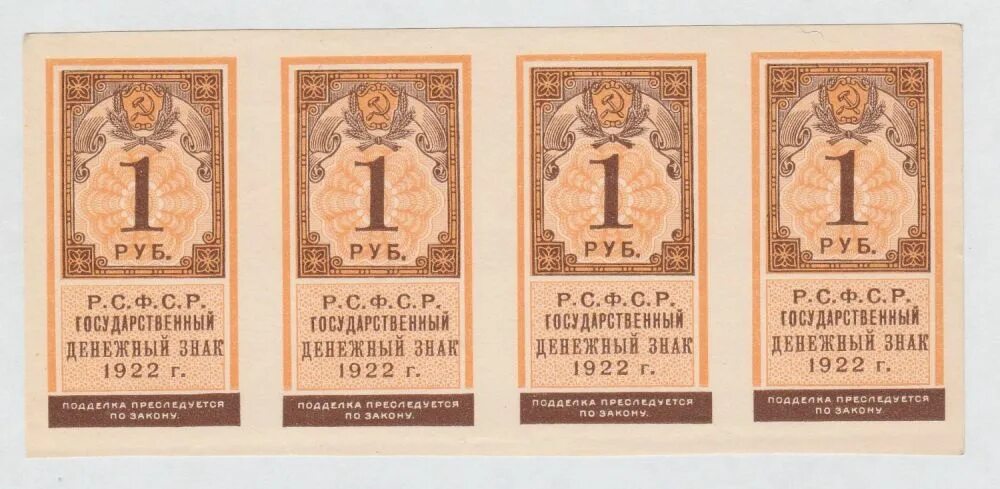 1
РУБ.
Р.С.Ф.С.Р.
ГОСУДАРСТВЕННЫЙ
ДЕНЕЖНЫЙ ЗНАК
1922 г.
ПОДДЕЛКА ПРЕСЛЕДУЕТСЯ
ПО ЗАКОНУ.
1
РУБ.
Р.С.Ф.С.Р.
ГОСУДАРСТВЕННЫЙ
ДЕНЕЖНЫЙ ЗНАК
1922 г.
ПОДДЕЛКА ПРЕСЛЕДУЕТСЯ
ПО ЗАКОНУ.
1
РУБ.
Р.С.Ф.С.Р.
ГОСУДАРСТВЕННЫЙ
ДЕНЕЖНЫЙ ЗНАК
1922 г.
ПОДДЕЛКА ПРЕСЛЕДУЕТСЯ
ПО ЗАКОНУ.
1
РУБ.
Р.С.Ф.С.Р.
ГОСУДАРСТВЕННЫЙ
ДЕНЕЖНЫЙ ЗНАК
1922 г.
ПОДДЕЛКА ПРЕСЛЕДУЕТСЯ
ПО ЗАКОНУ.